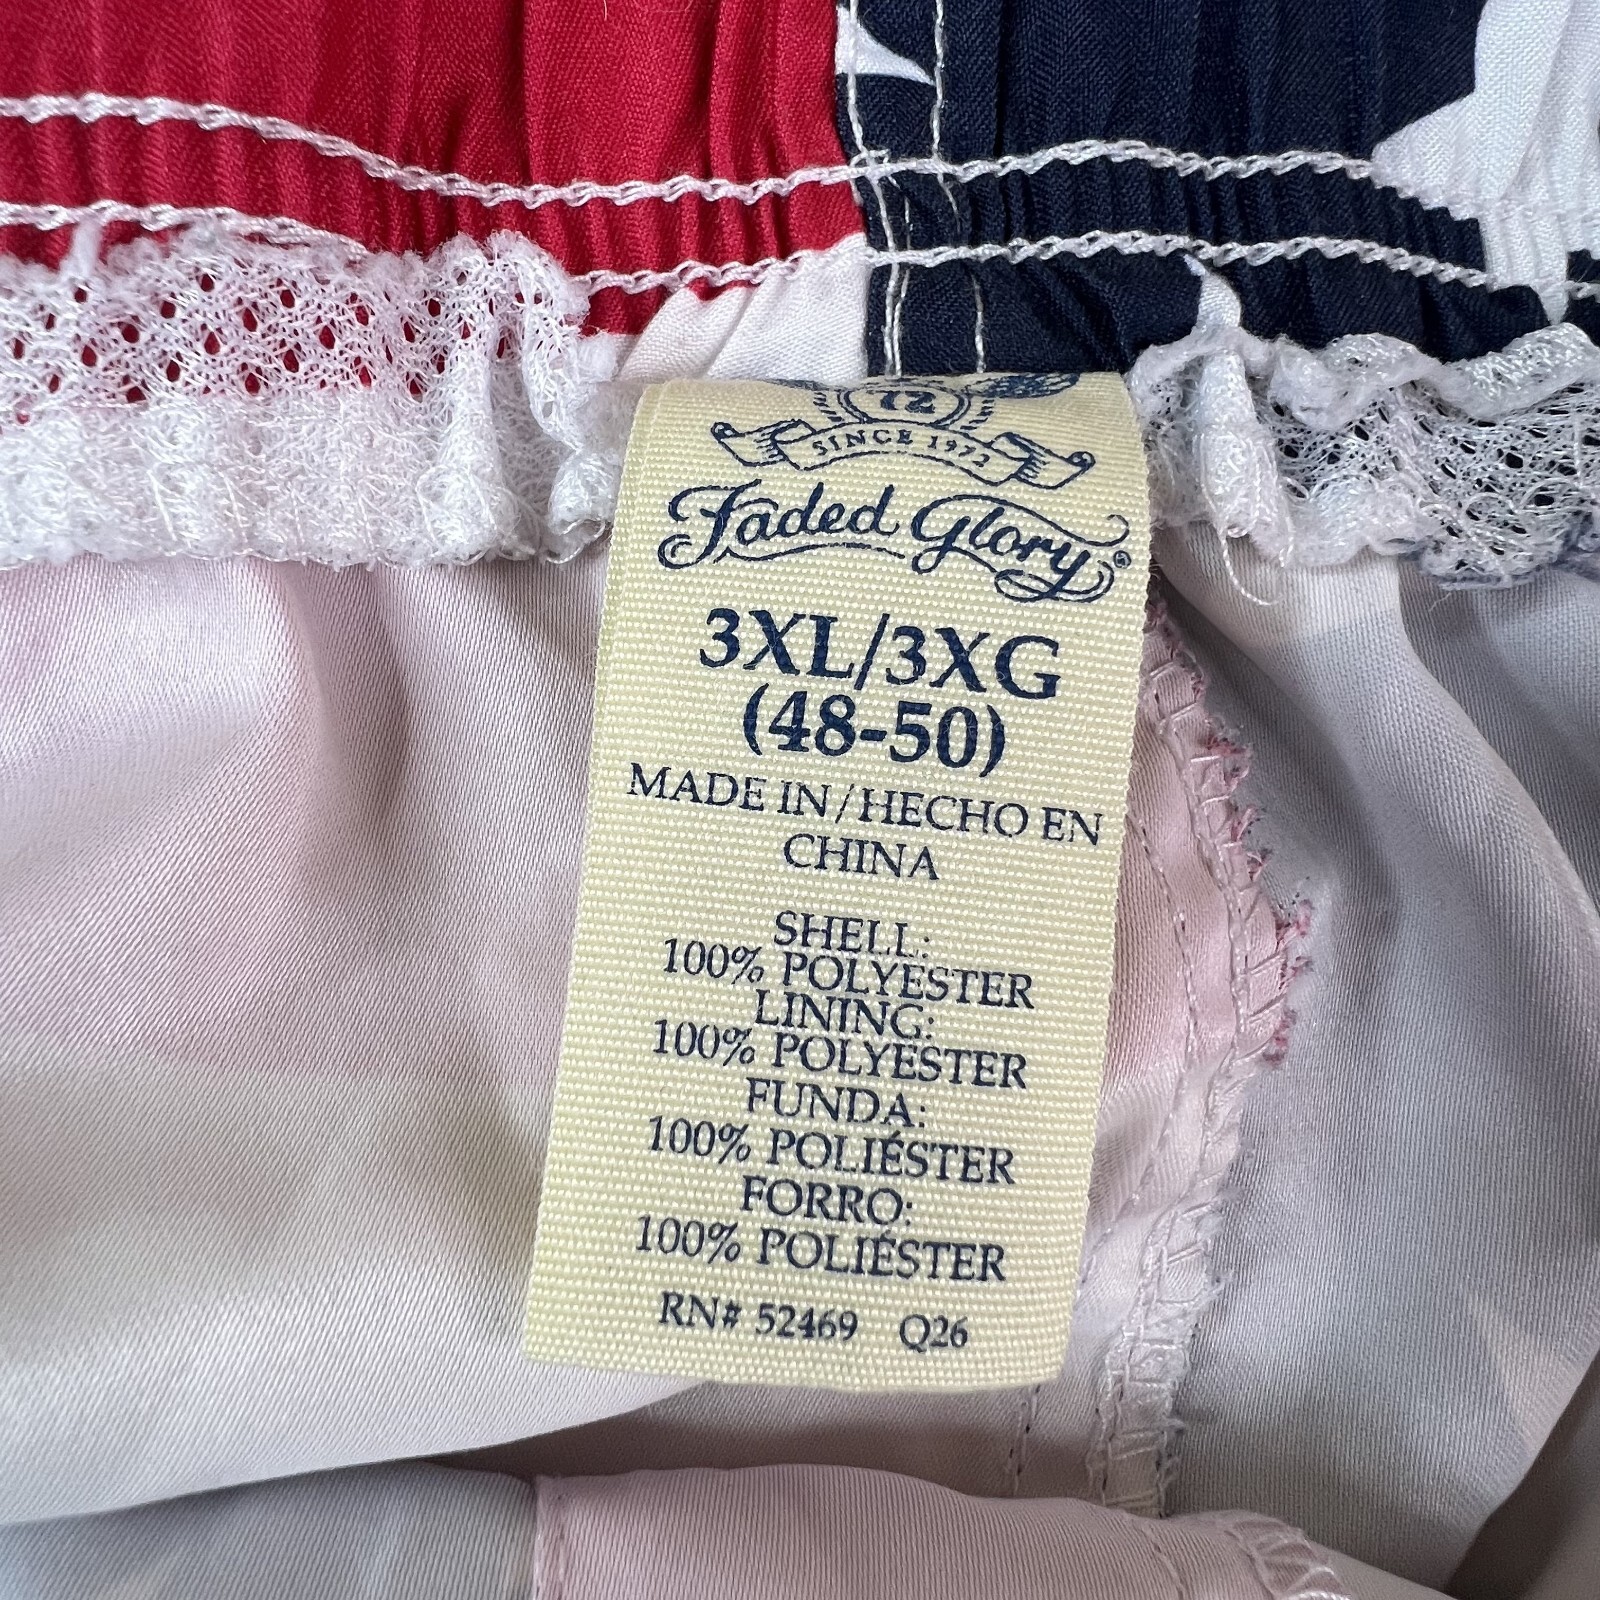 72
SINCE 1972
Faded Glory®
3XL/3XG
(48-50)
MADE IN/HECHO EN
CHINA
SHELL:
100% POLYESTER
LINING:
100% POLYESTER
FUNDA:
100% POLIÉSTER
FORRO:
100% POLIÉSTER
RN# 52469 Q26